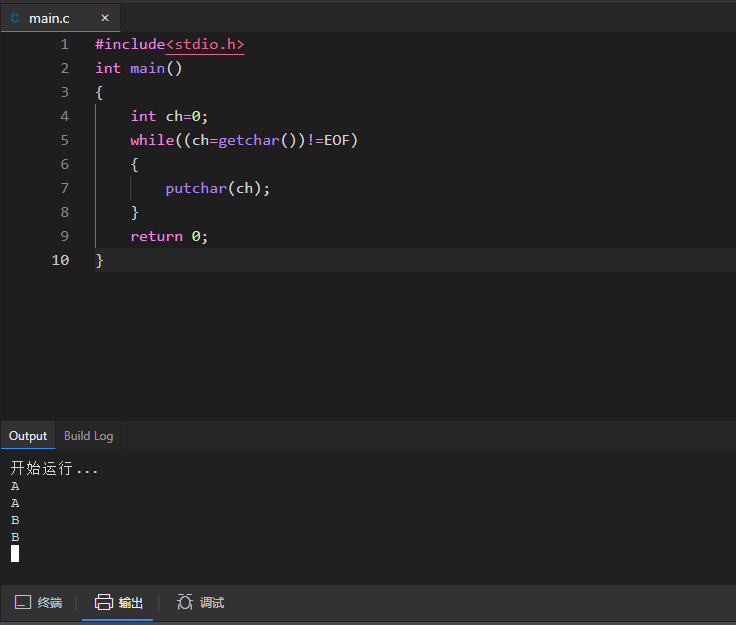 C main.c ×
1 #include<stdio.h>
2 int main()
3 {
4     int ch=0;
5     while((ch=getchar())!=EOF)
6     {
7         putchar(ch);
8     }
9     return 0;
10 }
Output Build Log
开始运行...
A
A
B
B
终端 输出 调试